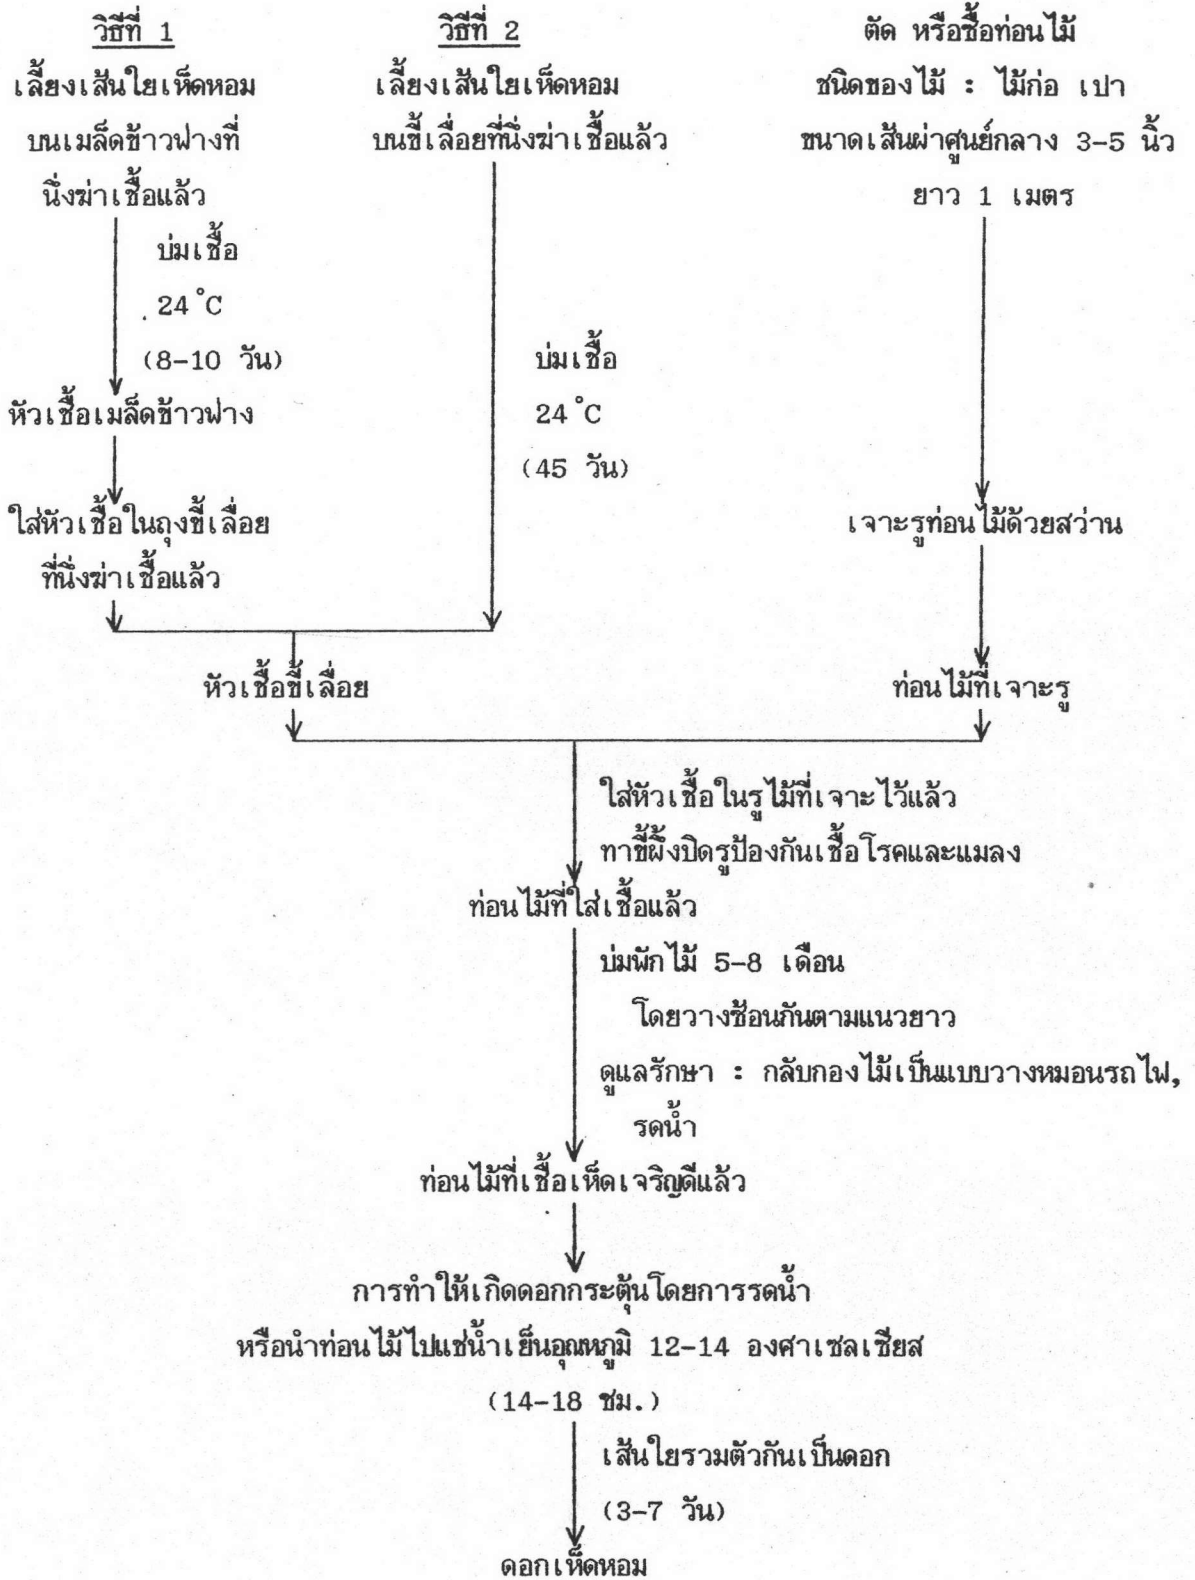 วิธีที่ 1
เลี้ยงเส้นใยเห็ดหอม
บนเมล็ดข้าวฟ่างที่
นึ่งฆ่าเชื้อแล้ว
บ่มเชื้อ
24 °C
(8-10 วัน)
หัวเชื้อเมล็ดข้าวฟ่าง
ใส่หัวเชื้อในถุงขี้เลื่อย
ที่นึ่งฆ่าเชื้อแล้ว
วิธีที่ 2
เลี้ยงเส้นใยเห็ดหอม
บนขี้เลื่อยที่นึ่งฆ่าเชื้อแล้ว
บ่มเชื้อ
24 °C
(45 วัน)
หัวเชื้อขี้เลื่อย
ตัด หรือซื้อท่อนไม้
ชนิดของไม้ : ไม้ก่อ เปา
ขนาดเส้นผ่าศูนย์กลาง 3-5 นิ้ว
ยาว 1 เมตร
เจาะรูท่อนไม้ด้วยสว่าน
ท่อนไม้ที่เจาะรู
ใส่หัวเชื้อในรูไม้ที่เจาะไว้แล้ว
ทาขี้ผึ้งปิดรูป้องกันเชื้อโรคและแมลง
ท่อนไม้ที่ใส่เชื้อแล้ว
บ่มพักไม้ 5-8 เดือน
โดยวางซ้อนกันตามแนวยาว
ดูแลรักษา : กลับกองไม้เป็นแบบวางหมอนรถไฟ,
รดน้ำ
ท่อนไม้ที่เชื้อเห็ดเจริญดีแล้ว
การทำให้เกิดดอกกระตุ้นโดยการรดน้ำ
หรือนำท่อนไม้ไปแช่น้ำเย็นอุณหภูมิ 12-14 องศาเซลเซียส
(14-18 ชม.)
เส้นใยรวมตัวกันเป็นดอก
(3-7 วัน)
ดอกเห็ดหอม